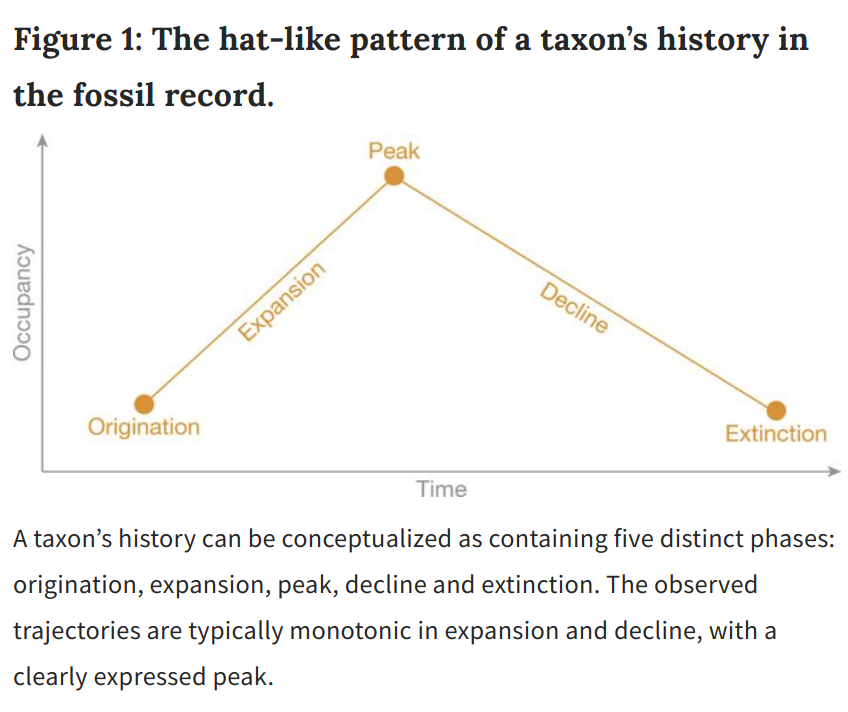 Figure 1: The hat-like pattern of a taxon’s history in
the fossil record.
Peak
Occupancy
Expansion
Decline
Origination
Extinction
Time
A taxon’s history can be conceptualized as containing five distinct phases:
origination, expansion, peak, decline and extinction. The observed
trajectories are typically monotonic in expansion and decline, with a
clearly expressed peak.